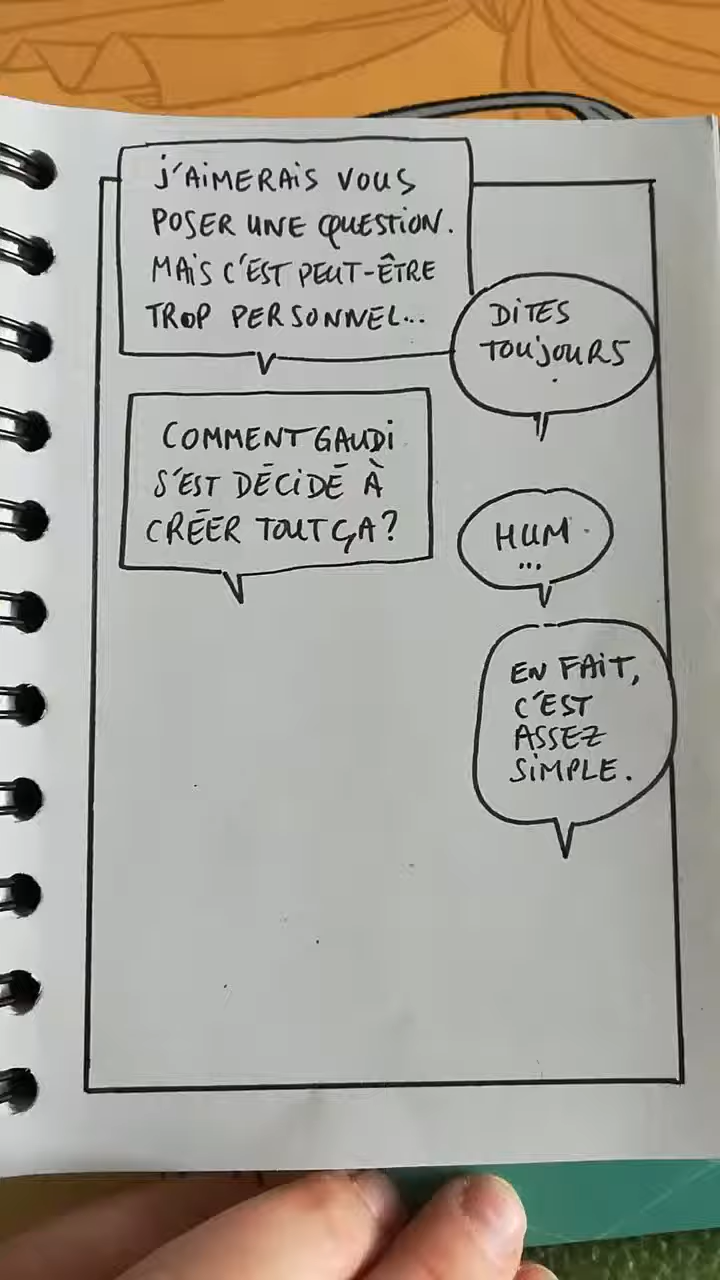 J'AIMERAIS VOUS
POSER UNE QUESTION.
MAIS C'EST PEUT-ÊTRE
TROP PERSONNEL...
DITES
TOUJOURS
.
COMMENT GAUDI
S'EST DÉCIDÉ À
CRÉER TOUT ÇA?
HUM
...
EN FAIT,
C'EST
ASSEZ
SIMPLE.